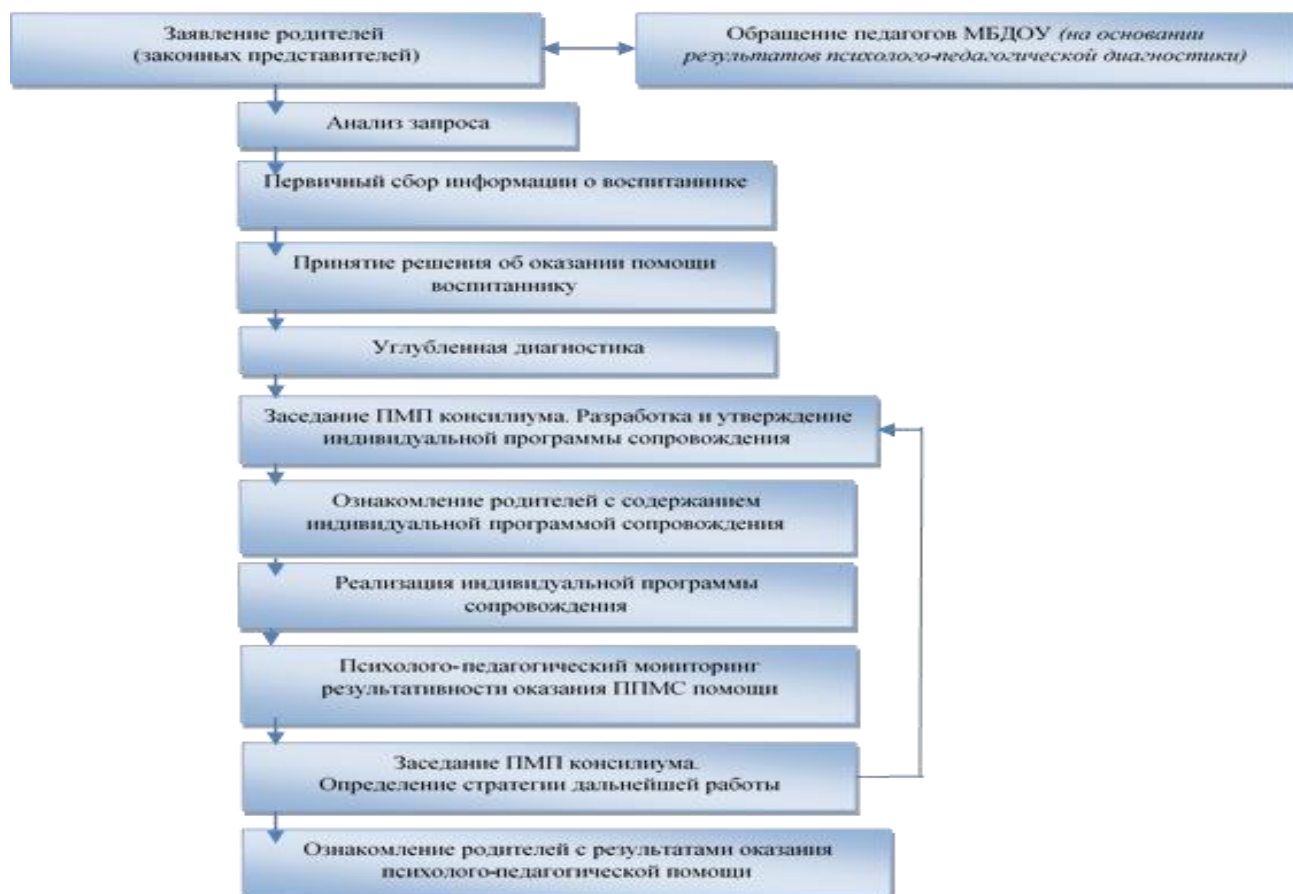 Заявление родителей
(законных представителей)
Обращение педагогов МБДОУ (на основании
результатов психолого-педагогической диагностики)
Анализ запроса
Первичный сбор информации о воспитаннике
Принятие решения об оказании помощи
воспитаннику
Углубленная диагностика
Заседание ПМП консилиума. Разработка и утверждение
индивидуальной программы сопровождения
Ознакомление родителей с содержанием
индивидуальной программой сопровождения
Реализация индивидуальной программы
сопровождения
Психолого-педагогический мониторинг
результативности оказания ППМС помощи
Заседание ПМП консилиума.
Определение стратегии дальнейшей работы
Ознакомление родителей с результатами оказания
психолого-педагогической помощи